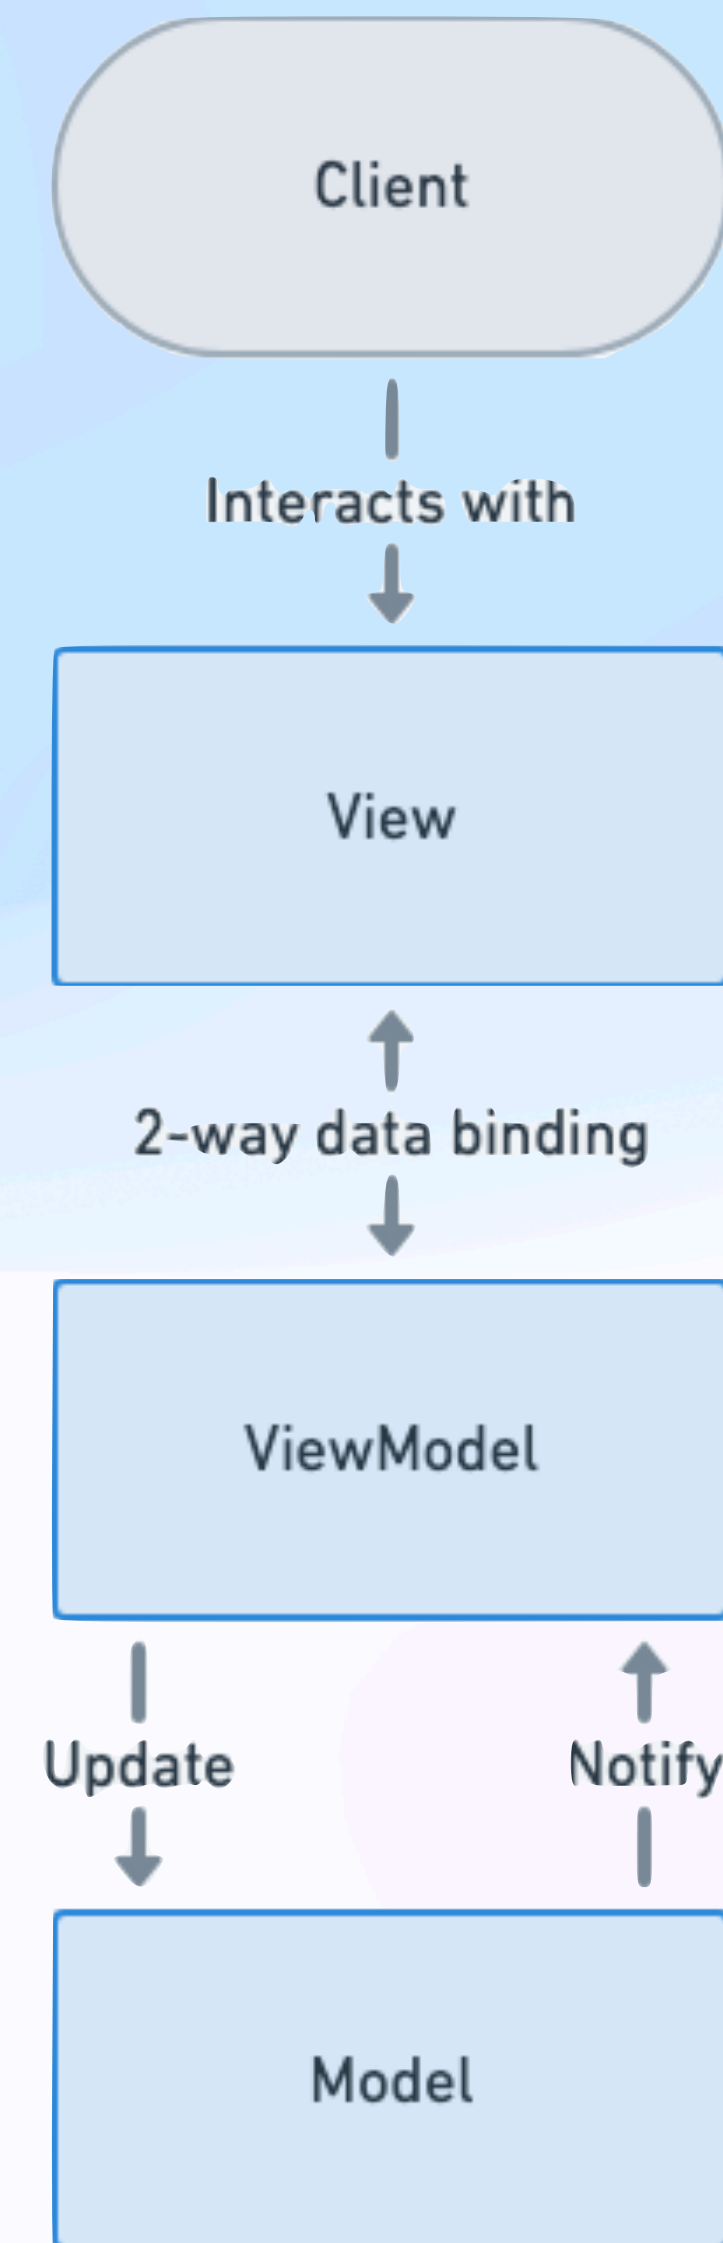 Client
Interacts with
View
2-way data binding
ViewModel
Update
Notify
Model